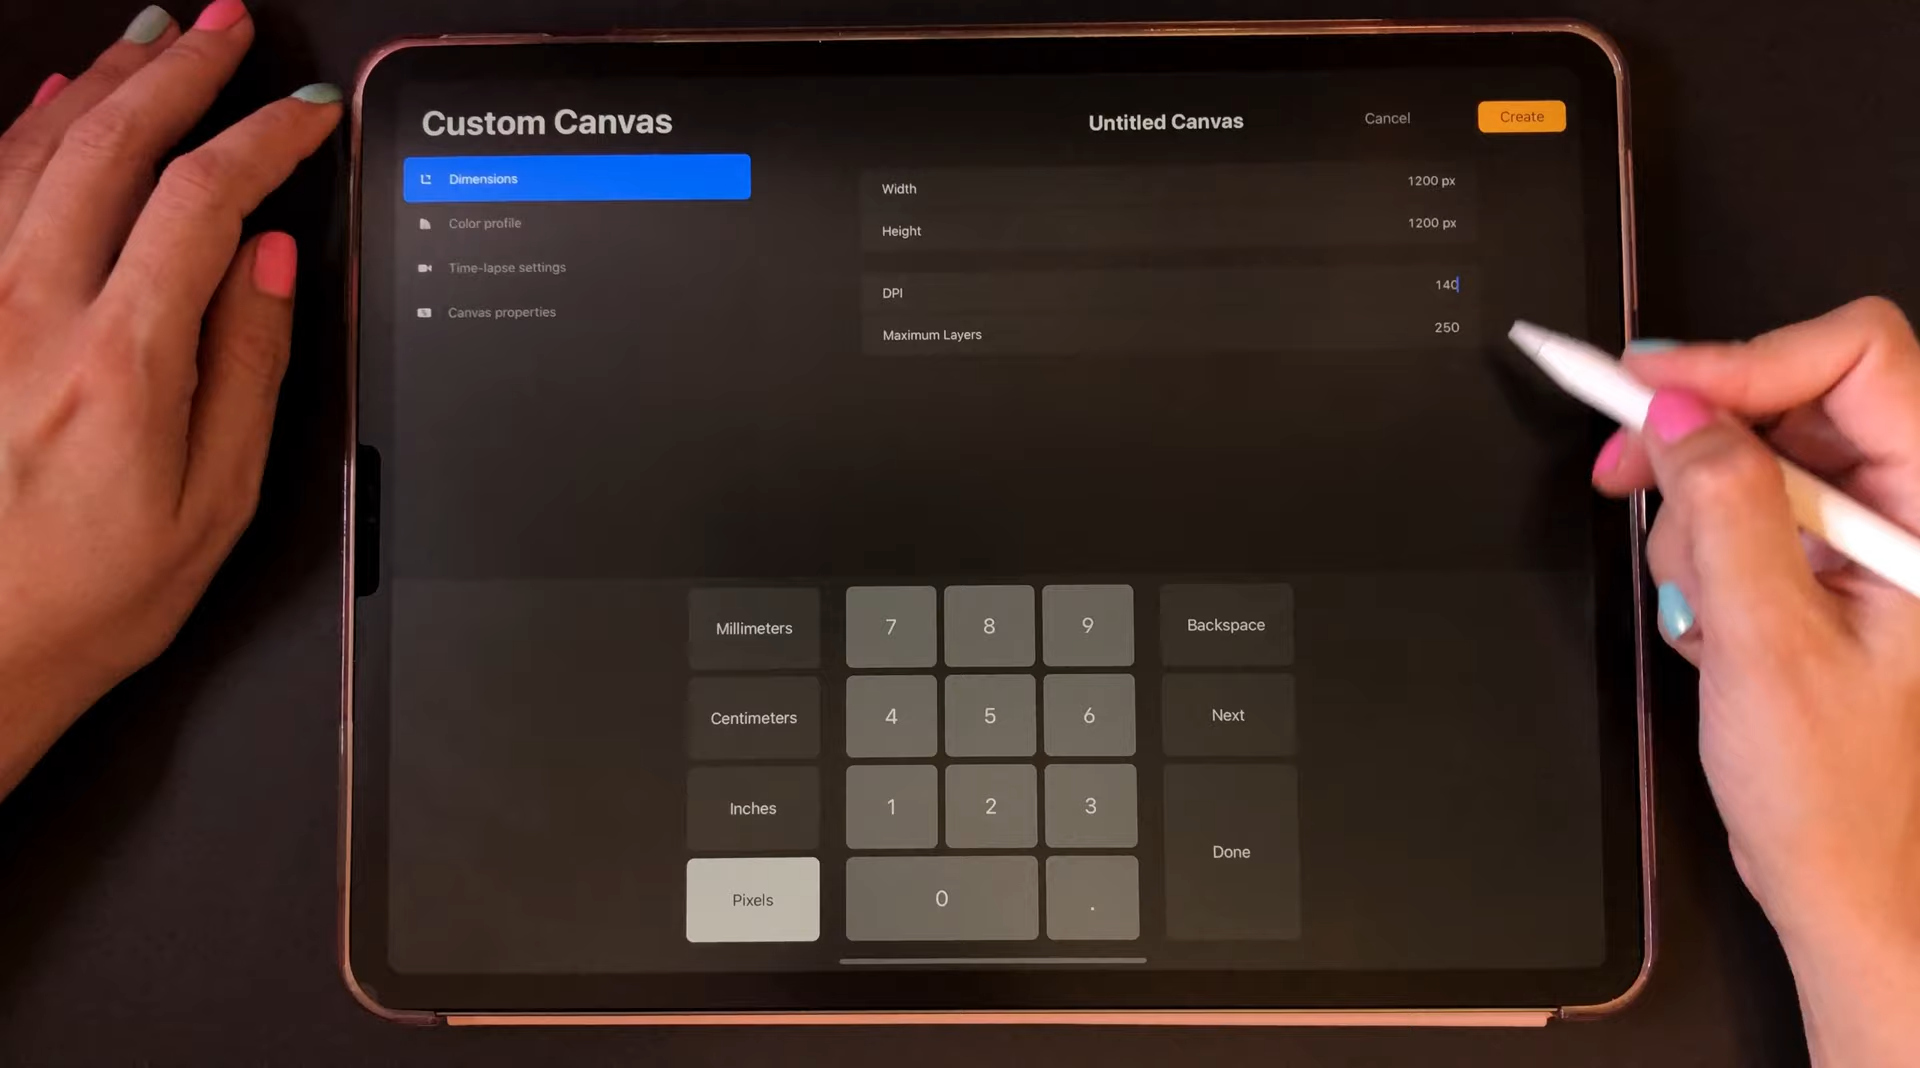 Custom Canvas
Untitled Canvas
Cancel
Create
Dimensions
Color profile
Time-lapse settings
Canvas properties
Width 1200 px
Height 1200 px
DPI 140
Maximum Layers 250
Millimeters 7 8 9 Backspace
Centimeters 4 5 6 Next
Inches 1 2 3
Done
Pixels 0 .